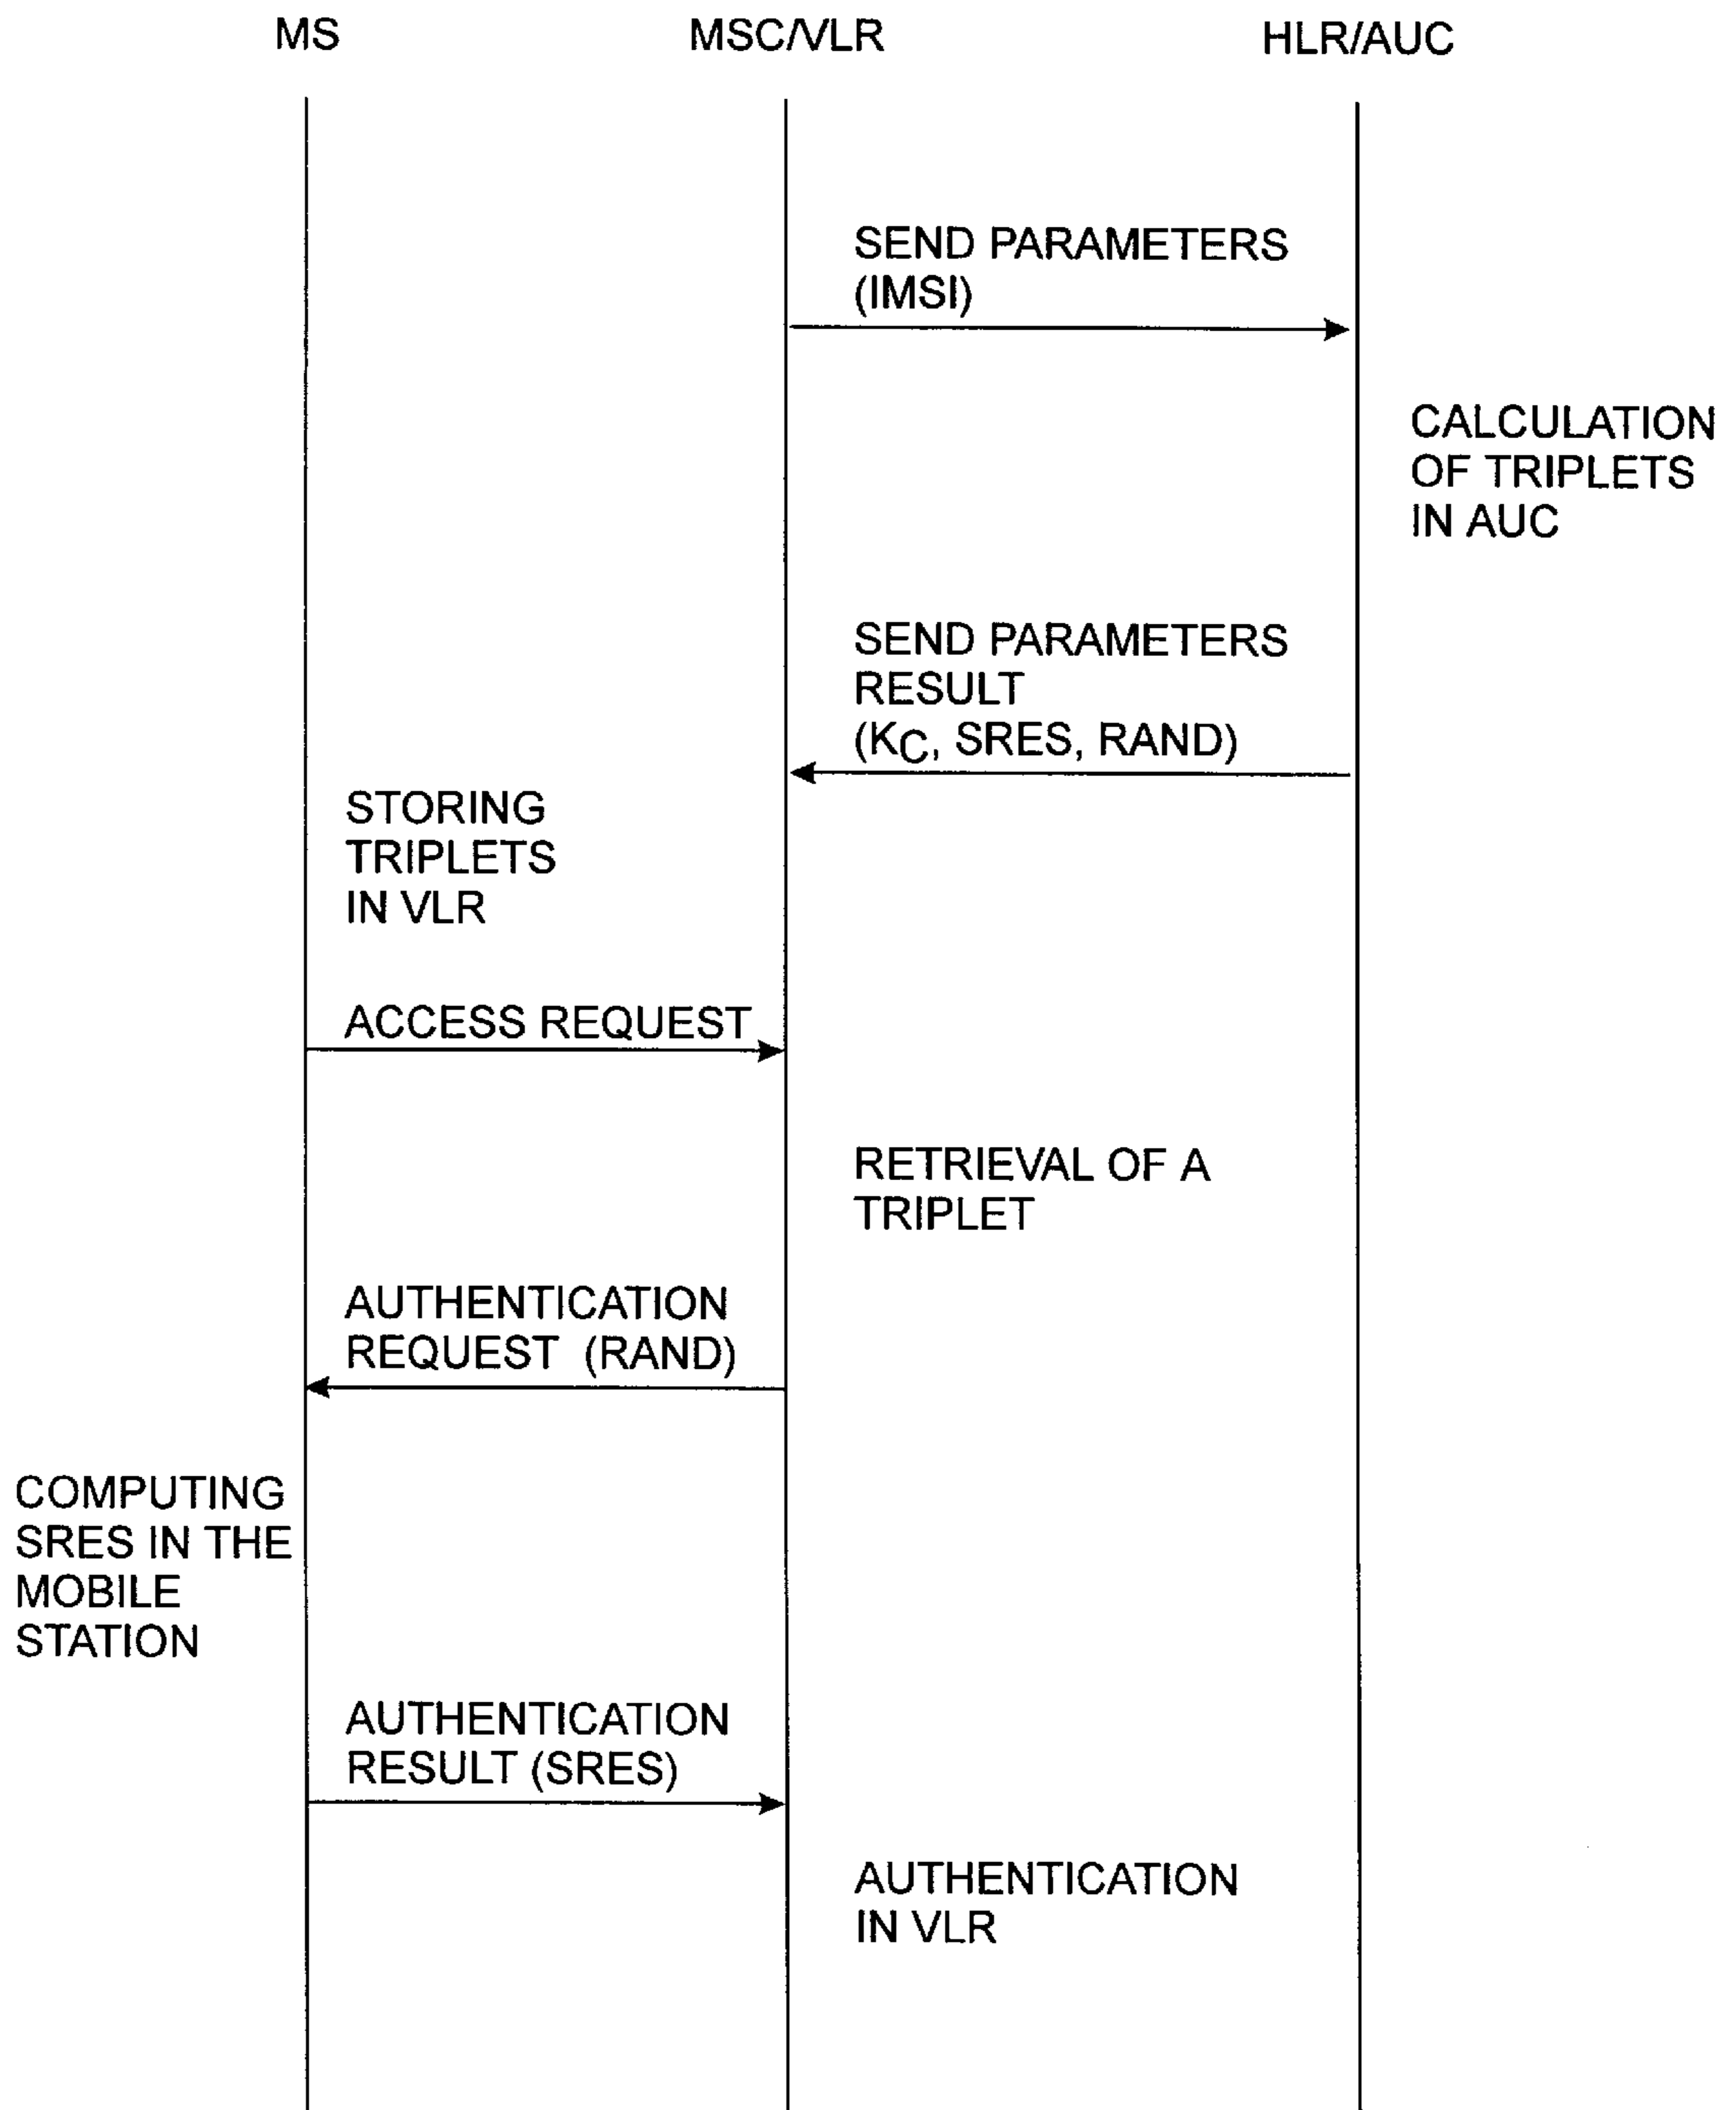 MS
MSC/VLR
HLR/AUC
SEND PARAMETERS
(IMSI)
CALCULATION
OF TRIPLETS
IN AUC
SEND PARAMETERS
RESULT
(KC, SRES, RAND)
STORING
TRIPLETS
IN VLR
ACCESS REQUEST
RETRIEVAL OF A
TRIPLET
AUTHENTICATION
REQUEST (RAND)
COMPUTING
SRES IN THE
MOBILE
STATION
AUTHENTICATION
RESULT (SRES)
AUTHENTICATION
IN VLR